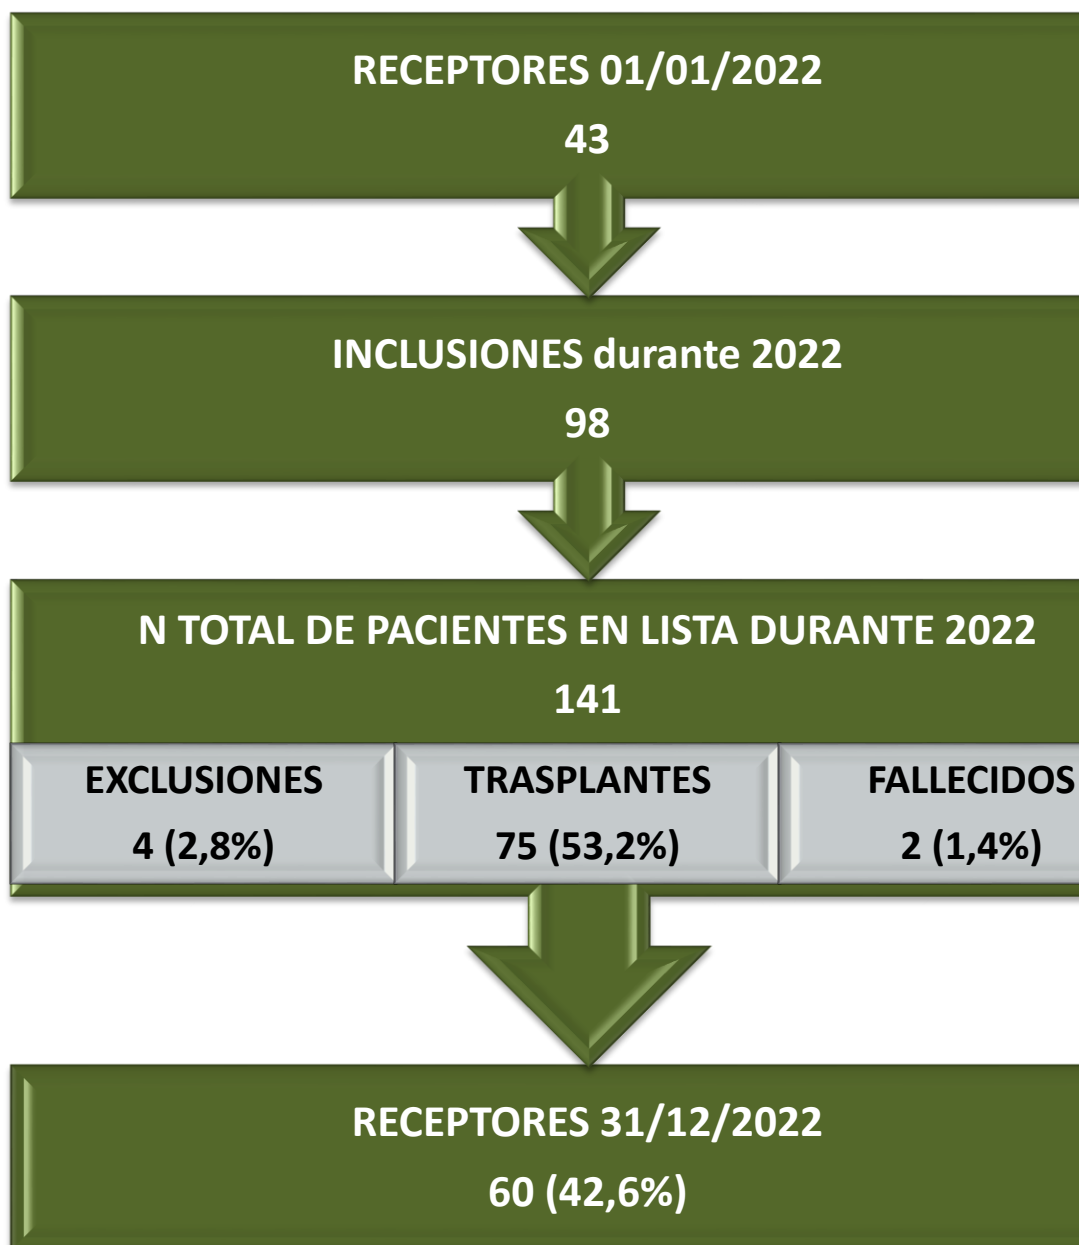 RECEPTORES 01/01/2022
43
INCLUSIONES durante 2022
98
N TOTAL DE PACIENTES EN LISTA DURANTE 2022
141
EXCLUSIONES
4 (2,8%)
TRASPLANTES
75 (53,2%)
FALLECIDOS
2 (1,4%)
RECEPTORES 31/12/2022
60 (42,6%)